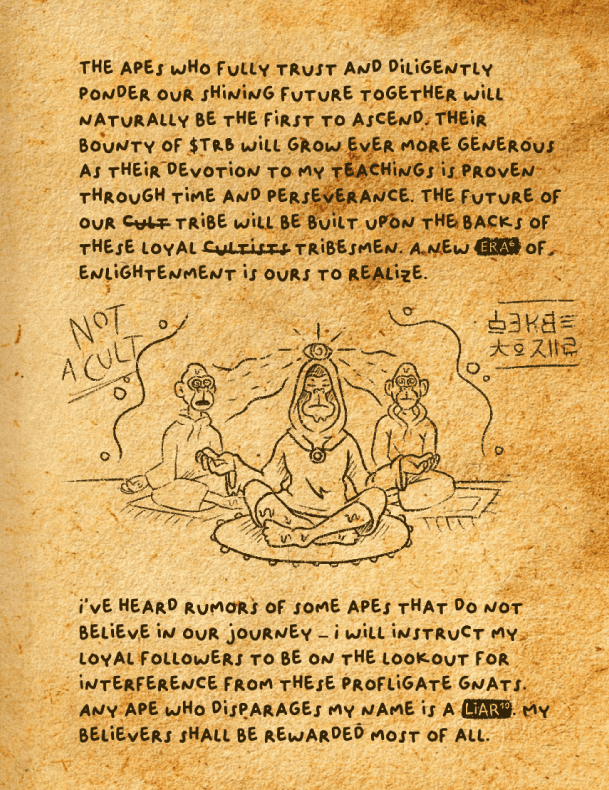 THE APES WHO FULLY TRUST AND DILIGENTLY
PONDER OUR SHINING FUTURE TOGETHER WILL
NATURALLY BE THE FIRST TO ASCEND. THEIR
BOUNTY OF $TRB WILL GROW EVER MORE GENEROUS
AS THEIR DEVOTION TO MY TEACHINGS IS PROVEN
THROUGH TIME AND PERSEVERANCE. THE FUTURE OF
OUR CULT TRIBE WILL BE BUILT UPON THE BACKS OF
THESE LOYAL CULTISTS TRIBESMEN. A NEW ERA⁶ OF
ENLIGHTENMENT IS OURS TO REALIZE.
NOT
A CULT
I'VE HEARD RUMORS OF SOME APES THAT DO NOT
BELIEVE IN OUR JOURNEY – I WILL INSTRUCT MY
LOYAL FOLLOWERS TO BE ON THE LOOKOUT FOR
INTERFERENCE FROM THESE PROFLIGATE GNATS.
ANY APE WHO DISPARAGES MY NAME IS A LIAR¹⁰. MY
BELIEVERS SHALL BE REWARDED MOST OF ALL.